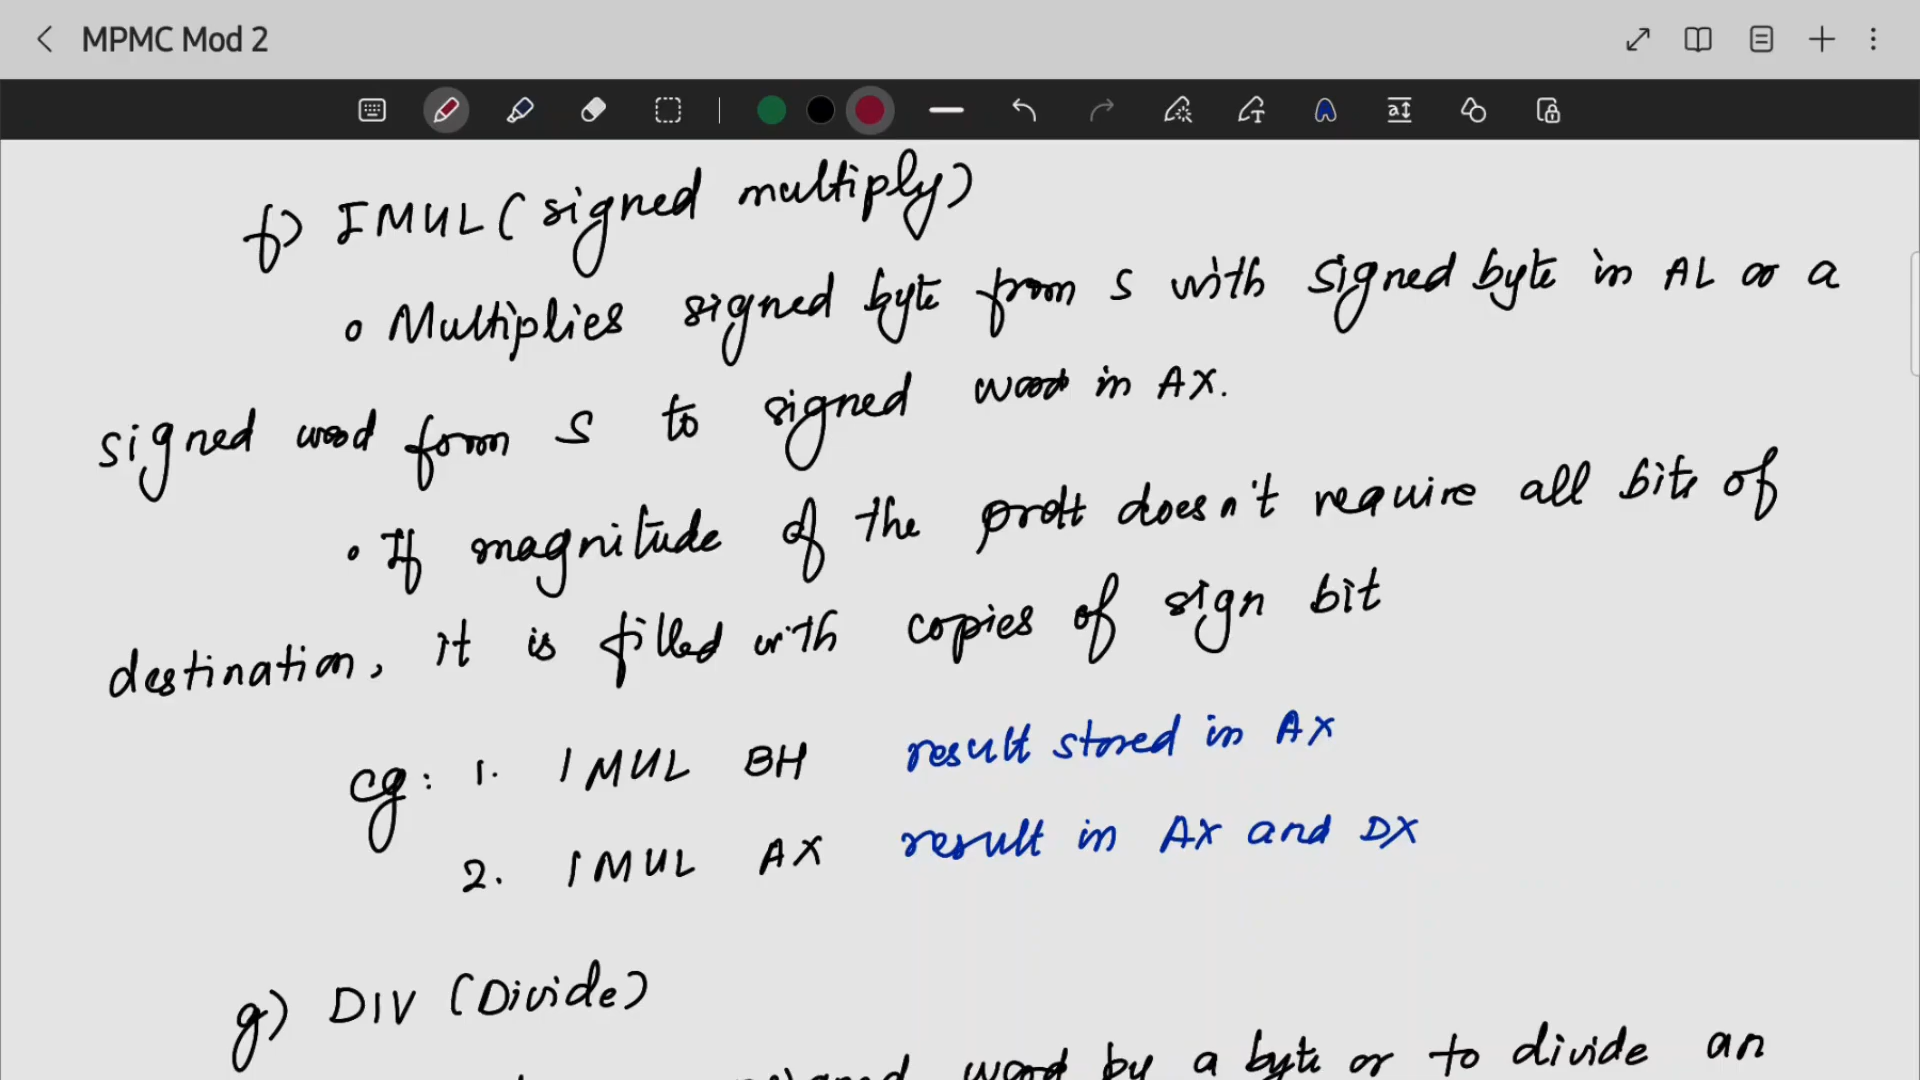 MPMC Mod 2
f) IMUL (signed multiply)
• Multiplies signed byte from S with signed byte in AL or a
signed word from S to signed word in AX.
• If magnitude of the prdt doesn't require all bits of
destination, it is filled with copies of sign bit
eg: 1. IMUL BH result stored in AX
2. IMUL AX result in AX and DX
g) DIV (Divide)
word by a byte or to divide an